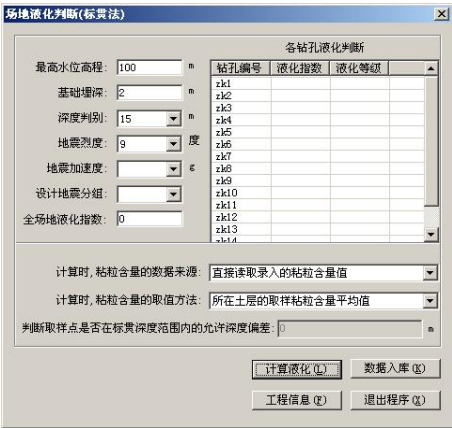 场地液化判断(标贯法)
各钻孔液化判断
最高水位高程: 100 m
基础埋深: 2 m
深度判别: 15 m
地震烈度: 9 度
地震加速度: g
设计地震分组:
全场地液化指数: 0
钻孔编号 液化指数 液化等级
zk1
zk2
zk3
zk4
zk5
zk6
zk7
zk8
zk9
zk10
zk11
zk12
zk13
zk14
计算时,粘粒含量的数据来源: 直接读取录入的粘粒含量值
计算时,粘粒含量的取值方法: 所在土层的取样粘粒含量平均值
判断取样点是否在标贯深度范围内的允许深度偏差: 0 m
计算液化(L) 数据入库(K)
工程信息(P) 退出程序(X)